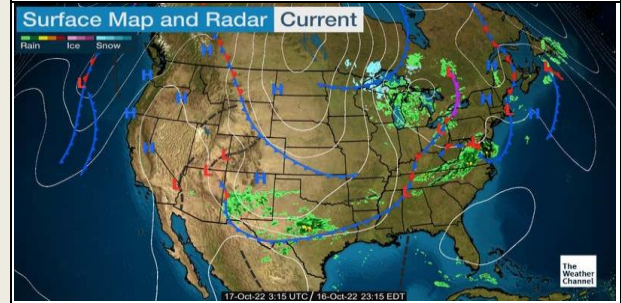 Surface Map and Radar Current
Rain Ice Snow
H
L
H
H
H
H
H
H
H
H
L
L
L
L
L
L
L
L
The
Weather
Channel
17-Oct-22 3:15 UTC / 16-Oct-22 23:15 EDT